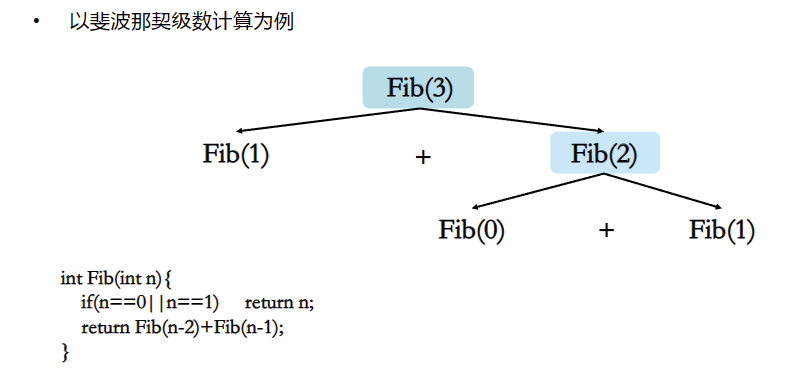 • 以斐波那契级数计算为例
Fib(3)
Fib(1) + Fib(2)
Fib(0) + Fib(1)
int Fib(int n){
if(n==0||n==1) return n;
return Fib(n-2)+Fib(n-1);
}